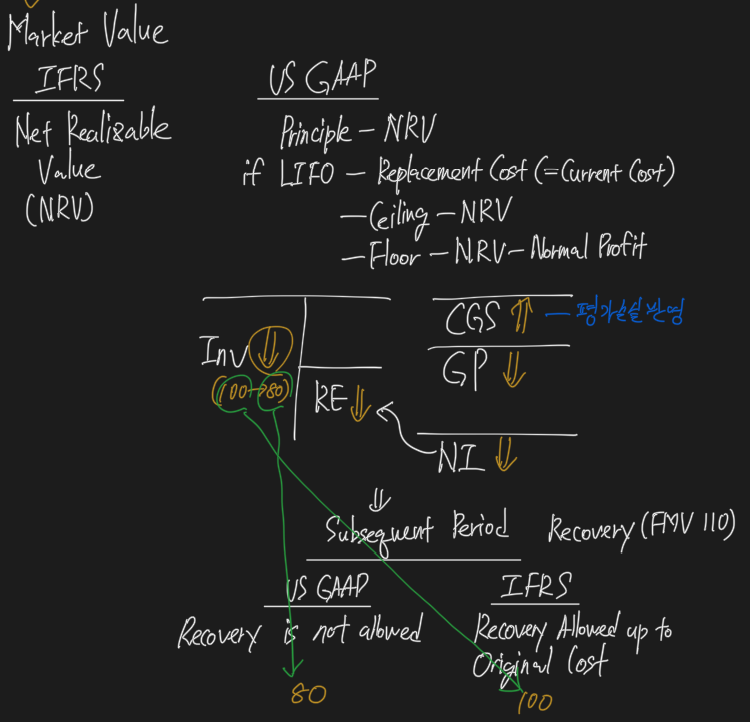 Market Value
IFRS
US GAAP
Net Realizable
Value
(NRV)
Principle - NRV
if LIFO - Replacement Cost (=Current Cost)
- Ceiling - NRV
- Floor - NRV - Normal Profit
Inv ⇓
(100→80)
RE ⇓
CGS ⇑ - 평가손실 반영
GP ⇓
NI ⇓
⇓
Subsequent Period Recovery (FMV 110)
US GAAP
IFRS
Recovery is not allowed
Recovery Allowed up to
Original Cost
80
100